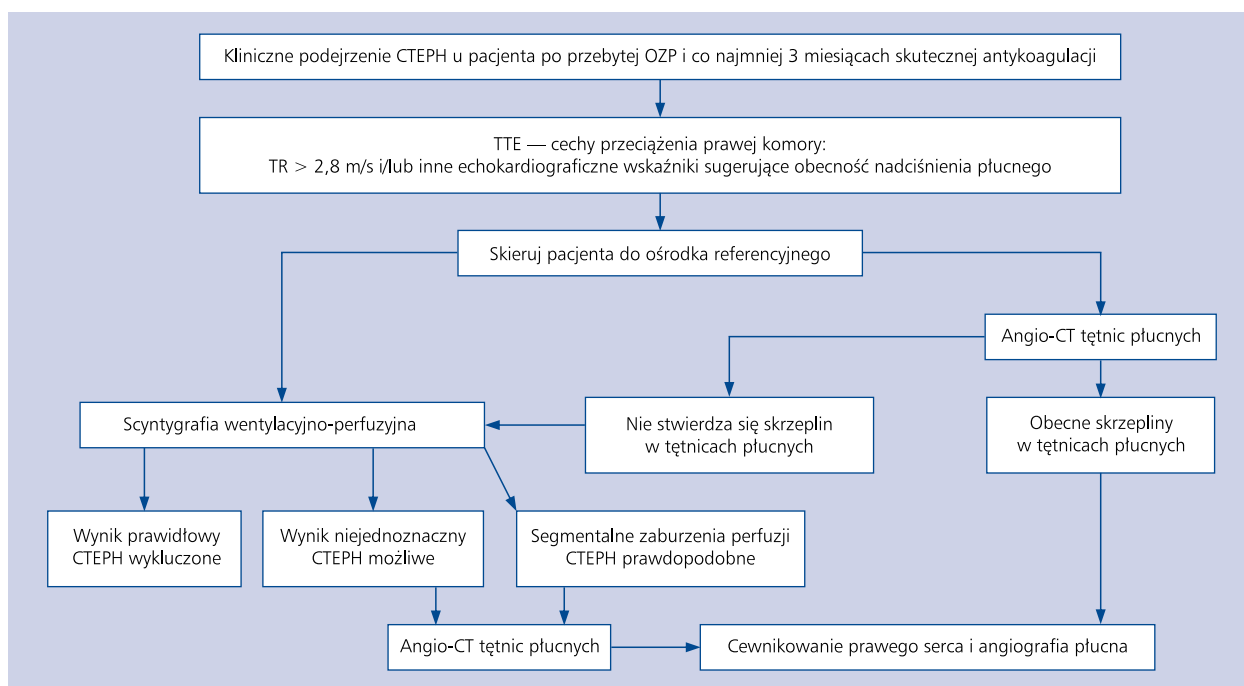 Kliniczne podejrzenie CTEPH u pacjenta po przebytej OZP i co najmniej 3 miesiącach skutecznej antykoagulacji
TTE — cechy przeciążenia prawej komory:
TR > 2,8 m/s i/lub inne echokardiograficzne wskaźniki sugerujące obecność nadciśnienia płucnego
Skieruj pacjenta do ośrodka referencyjnego
Angio-CT tętnic płucnych
Scyntygrafia wentylacyjno-perfuzyjna
Nie stwierdza się skrzeplin
w tętnicach płucnych
Obecne skrzepliny
w tętnicach płucnych
Wynik prawidłowy
CTEPH wykluczone
Wynik niejednoznaczny
CTEPH możliwe
Segmentalne zaburzenia perfuzji
CTEPH prawdopodobne
Angio-CT tętnic płucnych
Cewnikowanie prawego serca i angiografia płucna